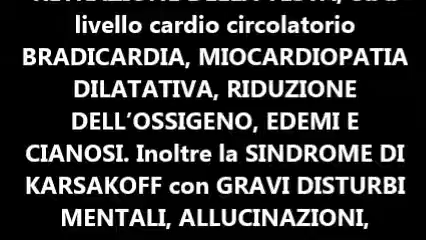 livello cardio circolatorio
BRADICARDIA, MIOCARDIOPATIA
DILATATIVA, RIDUZIONE
DELL’OSSIGENO, EDEMI E
CIANOSI. Inoltre la SINDROME DI
KARSAKOFF con GRAVI DISTURBI
MENTALI, ALLUCINAZIONI,